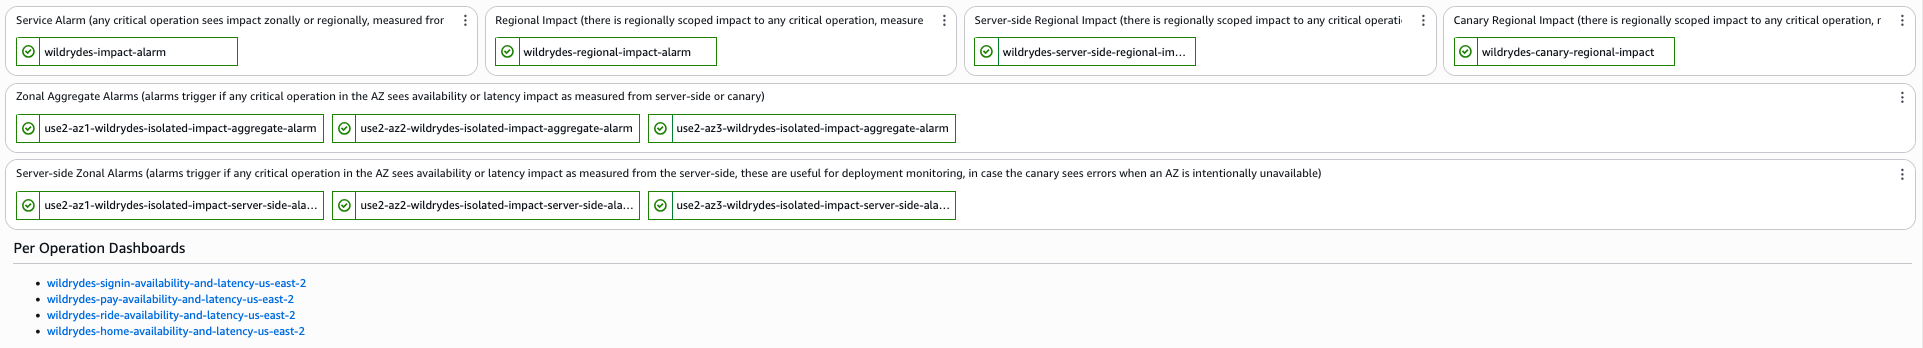 Service Alarm (any critical operation sees impact zonally or regionally, measured fror
Regional Impact (there is regionally scoped impact to any critical operation, measure
Server-side Regional Impact (there is regionally scoped impact to any critical operati
Canary Regional Impact (there is regionally scoped impact to any critical operation, r
wildrydes-impact-alarm
wildrydes-regional-impact-alarm
wildrydes-server-side-regional-im...
wildrydes-canary-regional-impact
Zonal Aggregate Alarms (alarms trigger if any critical operation in the AZ sees availability or latency impact as measured from server-side or canary)
use2-az1-wildrydes-isolated-impact-aggregate-alarm
use2-az2-wildrydes-isolated-impact-aggregate-alarm
use2-az3-wildrydes-isolated-impact-aggregate-alarm
Server-side Zonal Alarms (alarms trigger if any critical operation in the AZ sees availability or latency impact as measured from the server-side, these are useful for deployment monitoring, in case the canary sees errors when an AZ is intentionally unavailable)
use2-az1-wildrydes-isolated-impact-server-side-ala...
use2-az2-wildrydes-isolated-impact-server-side-ala...
use2-az3-wildrydes-isolated-impact-server-side-ala...
Per Operation Dashboards
wildrydes-signin-availability-and-latency-us-east-2
wildrydes-pay-availability-and-latency-us-east-2
wildrydes-ride-availability-and-latency-us-east-2
wildrydes-home-availability-and-latency-us-east-2